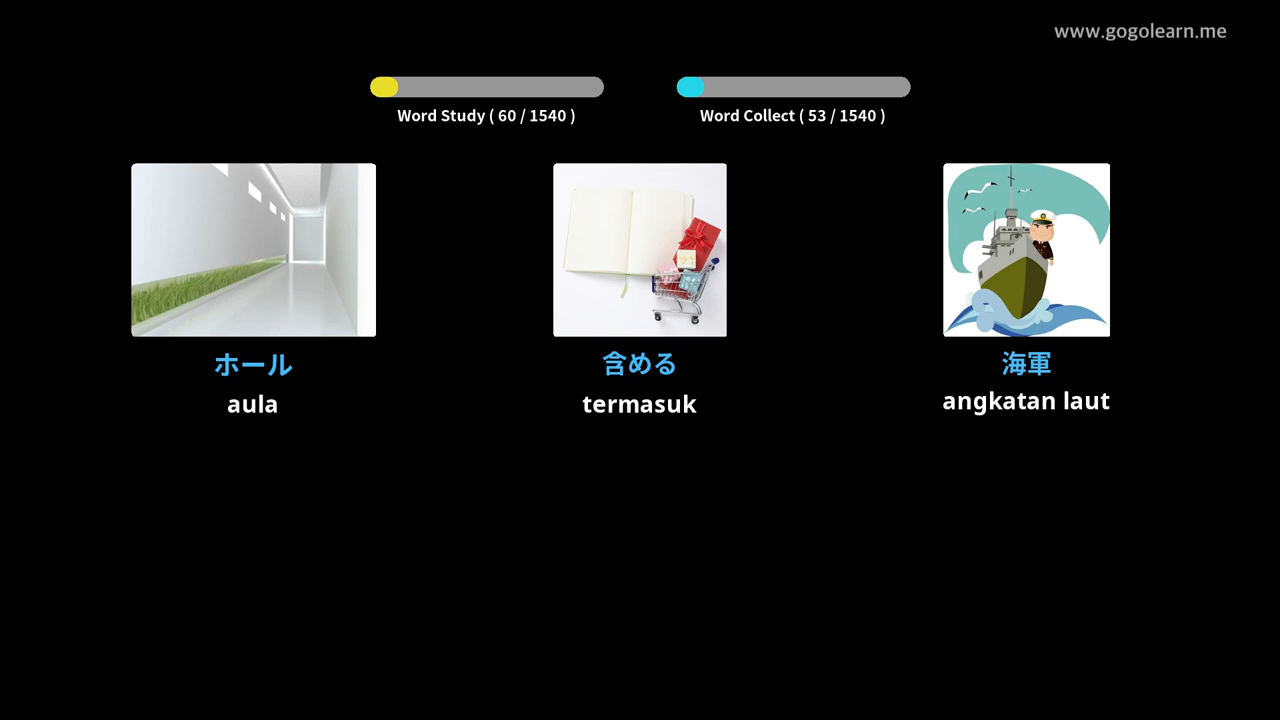 www.gogolearn.me
Word Study ( 60 / 1540 )
Word Collect ( 53 / 1540 )
ホール
含める
海軍
aula
termasuk
angkatan laut